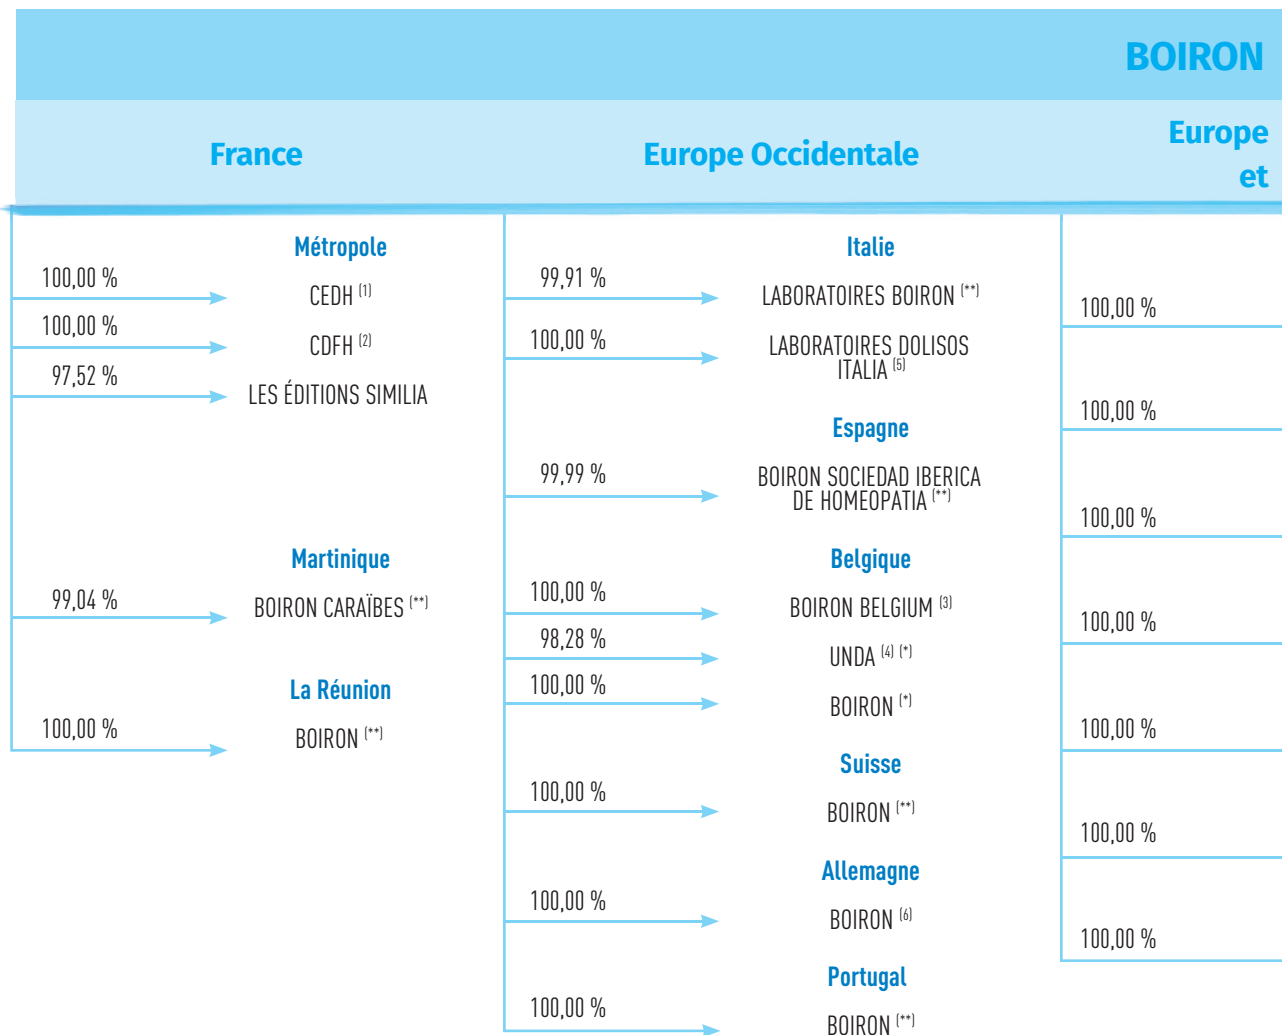 BOIRON
France
Europe Occidentale
Europe
et
Métropole
100,00 %
CEDH (1)
100,00 %
CDFH (2)
97,52 %
LES ÉDITIONS SIMILIA
Martinique
99,04 %
BOIRON CARAÏBES (**)
La Réunion
100,00 %
BOIRON (**)
Italie
99,91 %
LABORATOIRES BOIRON (**)
100,00 %
LABORATOIRES DOLISOS
ITALIA (5)
Espagne
99,99 %
BOIRON SOCIEDAD IBERICA
DE HOMEOPATIA (**)
Belgique
100,00 %
BOIRON BELGIUM (3)
98,28 %
UNDA (4) (*)
100,00 %
BOIRON (*)
Suisse
100,00 %
BOIRON (**)
Allemagne
100,00 %
BOIRON (6)
Portugal
100,00 %
BOIRON (**)
100,00 %
100,00 %
100,00 %
100,00 %
100,00 %
100,00 %
100,00 %